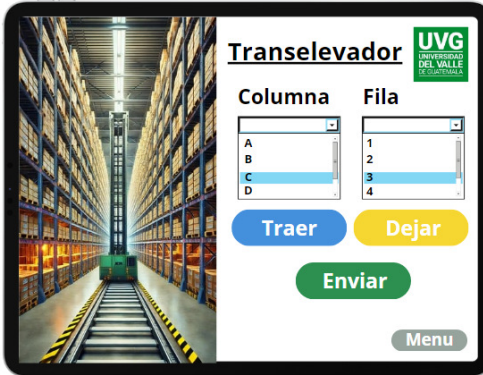 Transelevador
UVG
UNIVERSIDAD
DEL VALLE
DE GUATEMALA
Columna
Fila
A
B
C
D
1
2
3
4
Traer
Dejar
Enviar
Menu